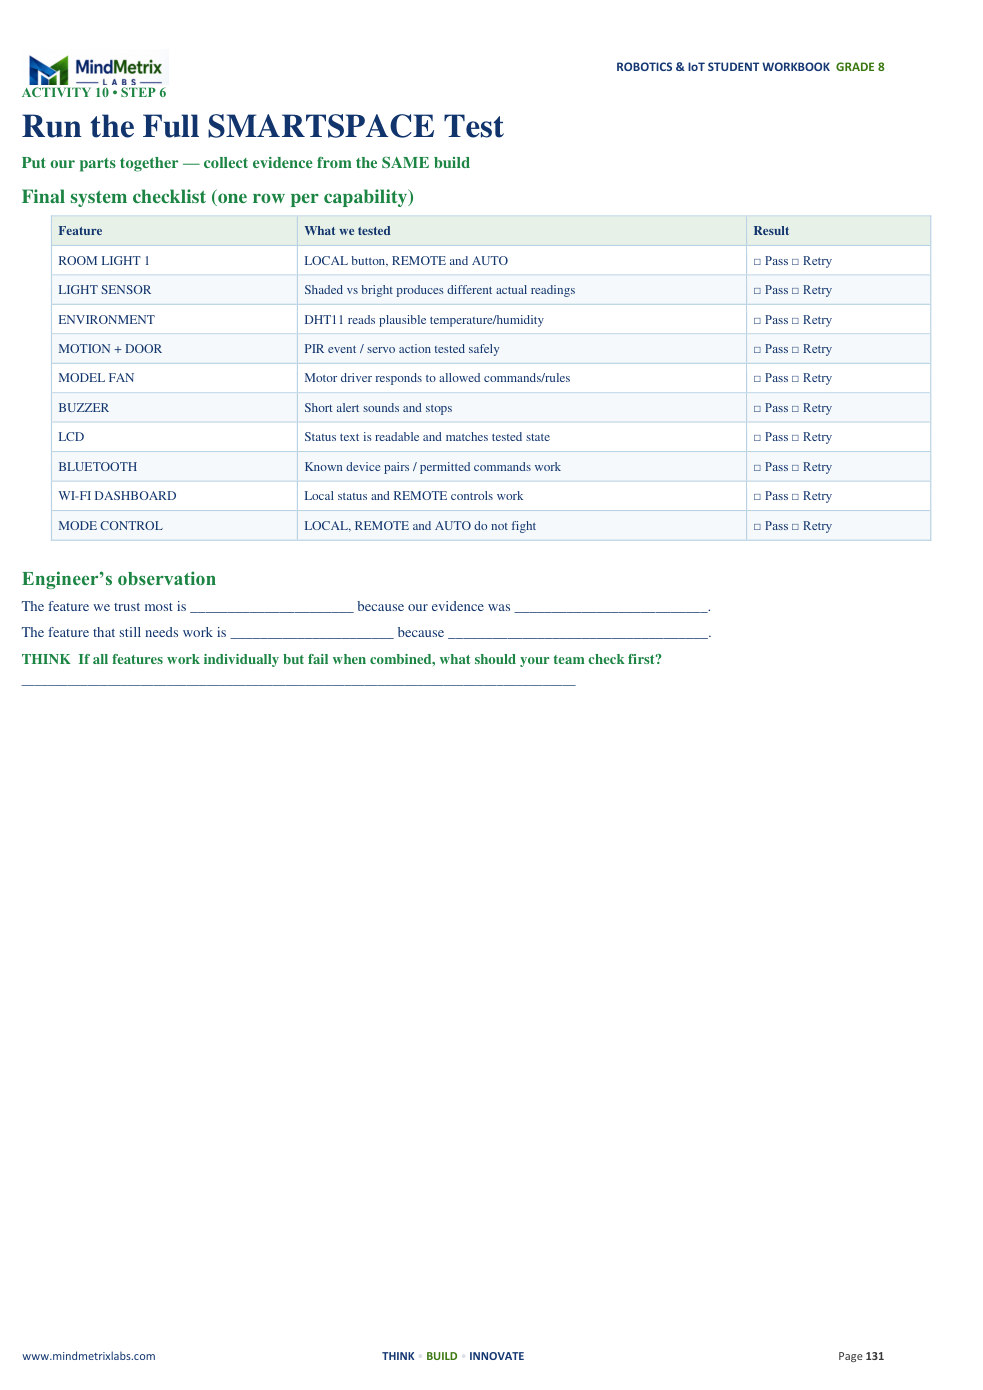 MindMetrix
LABS
ROBOTICS & IoT STUDENT WORKBOOK GRADE 8
ACTIVITY 10 • STEP 6
Run the Full SMARTSPACE Test
Put our parts together — collect evidence from the SAME build
Final system checklist (one row per capability)
Feature What we tested Result
ROOM LIGHT 1 LOCAL button, REMOTE and AUTO □ Pass □ Retry
LIGHT SENSOR Shaded vs bright produces different actual readings □ Pass □ Retry
ENVIRONMENT DHT11 reads plausible temperature/humidity □ Pass □ Retry
MOTION + DOOR PIR event / servo action tested safely □ Pass □ Retry
MODEL FAN Motor driver responds to allowed commands/rules □ Pass □ Retry
BUZZER Short alert sounds and stops □ Pass □ Retry
LCD Status text is readable and matches tested state □ Pass □ Retry
BLUETOOTH Known device pairs / permitted commands work □ Pass □ Retry
WI-FI DASHBOARD Local status and REMOTE controls work □ Pass □ Retry
MODE CONTROL LOCAL, REMOTE and AUTO do not fight □ Pass □ Retry
Engineer’s observation
The feature we trust most is ______________________ because our evidence was __________________________.
The feature that still needs work is ______________________ because ___________________________________.
THINK If all features work individually but fail when combined, what should your team check first?
___________________________________________________________________________
www.mindmetrixlabs.com THINK • BUILD • INNOVATE Page 131